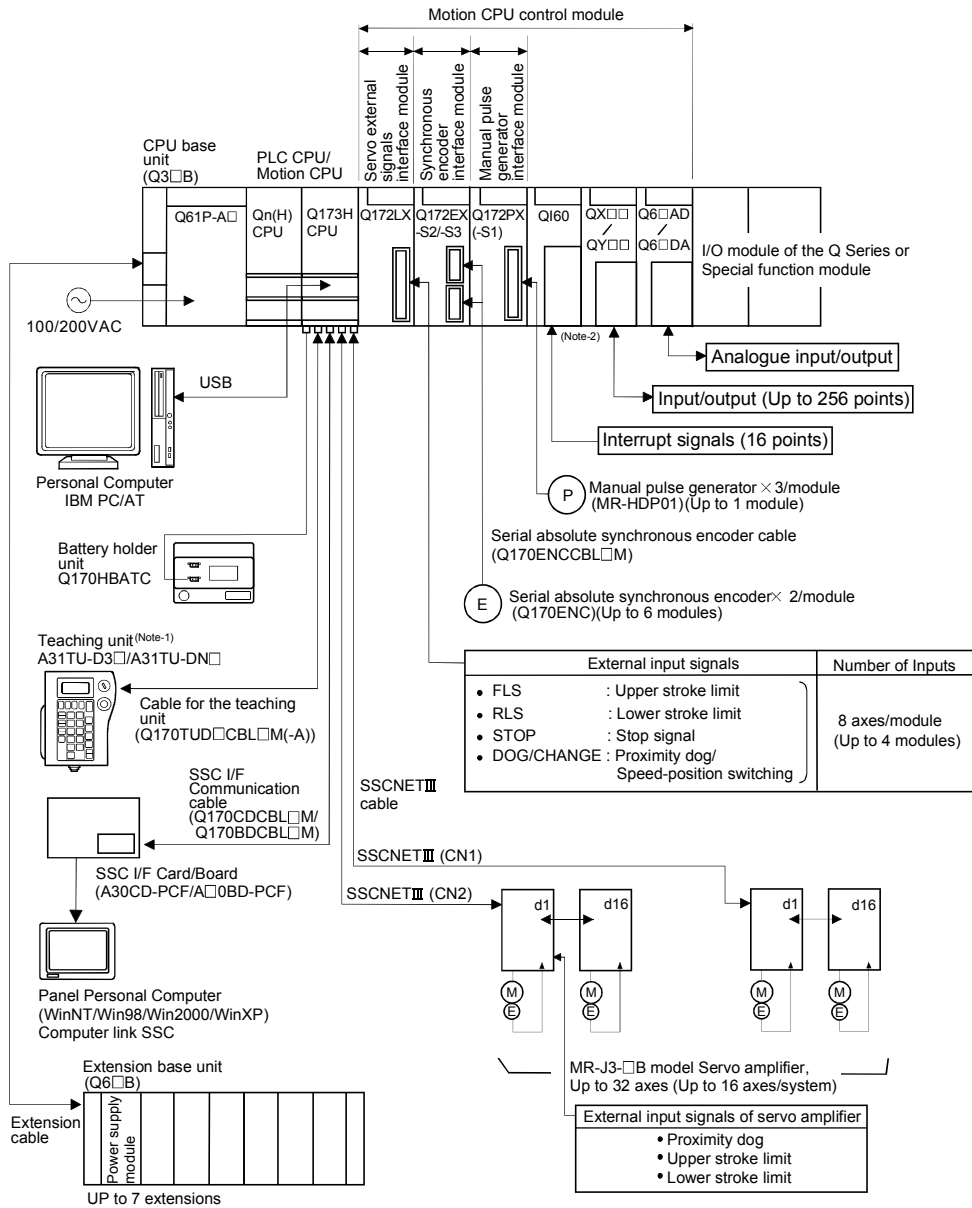 Motion CPU control module
Servo external
signals
interface module
Synchronous
encoder
interface module
Manual pulse
generator
interface module
CPU base
unit
(Q3□B)
PLC CPU/
Motion CPU
Q61P-A□
Qn(H)
CPU
Q173H
CPU
Q172LX
Q172EX
-S2/-S3
Q172PX
(-S1)
QI60
QX□□
/
QY□□
Q6□AD
/
Q6□DA
I/O module of the Q Series or
Special function module
100/200VAC
(Note-2)
Analogue input/output
USB
Input/output (Up to 256 points)
Interrupt signals (16 points)
Personal Computer
IBM PC/AT
P
Manual pulse generator × 3/module
(MR-HDP01)(Up to 1 module)
Serial absolute synchronous encoder cable
(Q170ENCCBL□M)
Battery holder
unit
Q170HBATC
E
Serial absolute synchronous encoder× 2/module
(Q170ENC)(Up to 6 modules)
Teaching unit(Note-1)
A31TU-D3□/A31TU-DN□
External input signals
Number of Inputs
• FLS : Upper stroke limit
• RLS : Lower stroke limit
• STOP : Stop signal
• DOG/CHANGE : Proximity dog/
Speed-position switching
8 axes/module
(Up to 4 modules)
Cable for the teaching
unit
(Q170TUD□CBL□M(-A))
SSC I/F
Communication
cable
(Q170CDCBL□M/
Q170BDCBL□M)
SSCNETⅢ
cable
SSCNETⅢ (CN1)
SSC I/F Card/Board
(A30CD-PCF/A□0BD-PCF)
SSCNETⅢ (CN2)
d1
d16
d1
d16
M
E
M
E
M
E
M
E
Panel Personal Computer
(WinNT/Win98/Win2000/WinXP)
Computer link SSC
MR-J3-□B model Servo amplifier,
Up to 32 axes (Up to 16 axes/system)
Extension base unit
(Q6□B)
Extension
cable
Power supply
module
UP to 7 extensions
External input signals of servo amplifier
• Proximity dog
• Upper stroke limit
• Lower stroke limit